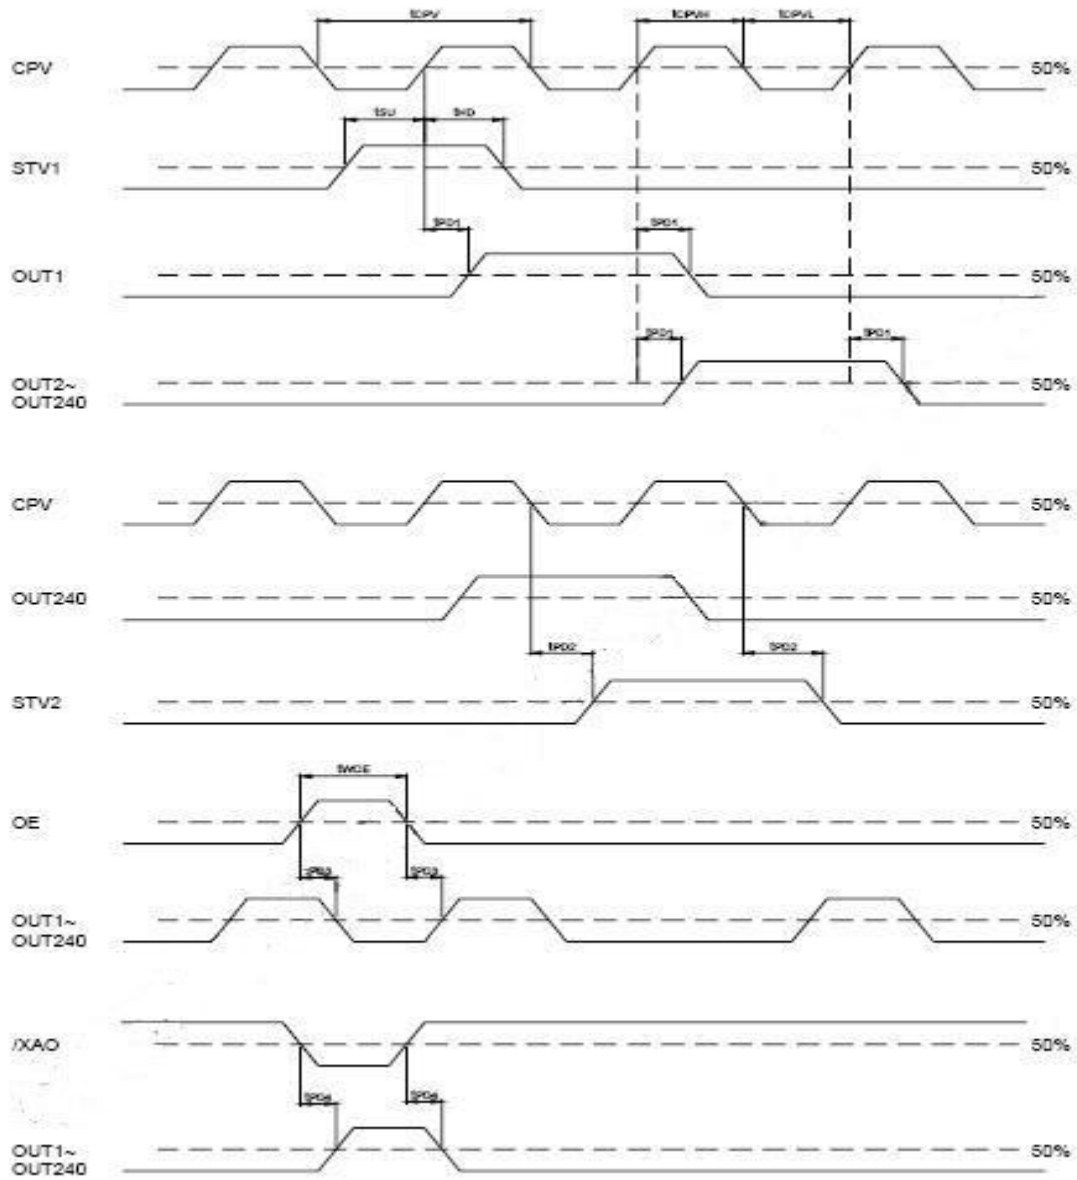 tCPV tCPVH tCPVL
CPV 50%
tSU tHD
STV1 50%
tPD1 tPD1
OUT1 50%
tPD1 tPD1
OUT2~ 50%
OUT240
CPV 50%
OUT240 50%
tPD2 tPD2
STV2 50%
tWOE
OE 50%
tPD3 tPD3
OUT1~ 50%
OUT240
/XAO 50%
tPD4 tPD4
OUT1~ 50%
OUT240